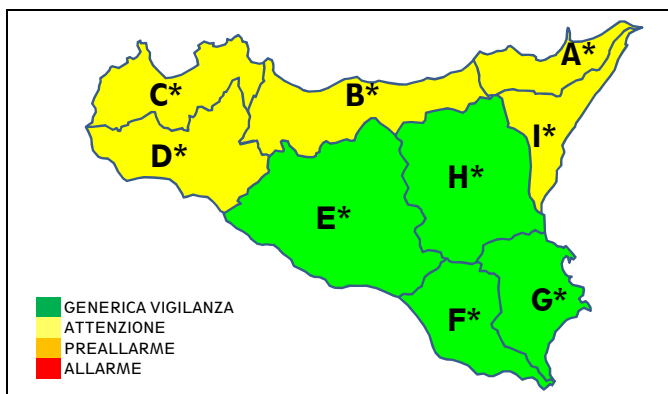 A*
C*
B*
I*
D*
H*
E*
G*
F*
GENERICA VIGILANZA
ATTENZIONE
PREALLARME
ALLARME